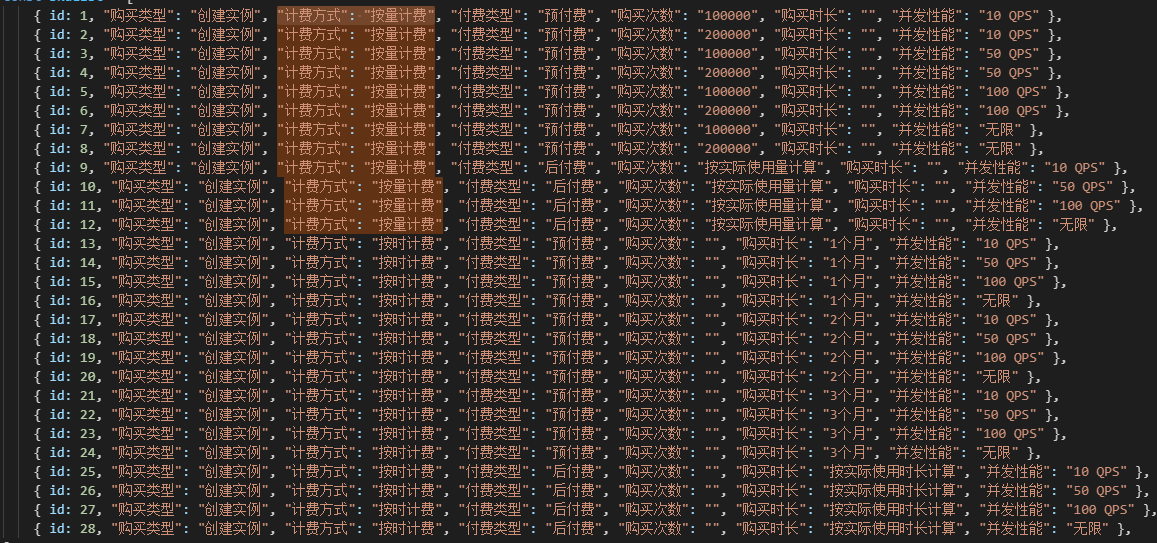 { id: 1, "购买类型": "创建实例", "计费方式": "按量计费", "付费类型": "预付费", "购买次数": "100000", "购买时长": "", "并发性能": "10 QPS" },
{ id: 2, "购买类型": "创建实例", "计费方式": "按量计费", "付费类型": "预付费", "购买次数": "200000", "购买时长": "", "并发性能": "10 QPS" },
{ id: 3, "购买类型": "创建实例", "计费方式": "按量计费", "付费类型": "预付费", "购买次数": "100000", "购买时长": "", "并发性能": "50 QPS" },
{ id: 4, "购买类型": "创建实例", "计费方式": "按量计费", "付费类型": "预付费", "购买次数": "200000", "购买时长": "", "并发性能": "50 QPS" },
{ id: 5, "购买类型": "创建实例", "计费方式": "按量计费", "付费类型": "预付费", "购买次数": "100000", "购买时长": "", "并发性能": "100 QPS" },
{ id: 6, "购买类型": "创建实例", "计费方式": "按量计费", "付费类型": "预付费", "购买次数": "200000", "购买时长": "", "并发性能": "100 QPS" },
{ id: 7, "购买类型": "创建实例", "计费方式": "按量计费", "付费类型": "预付费", "购买次数": "100000", "购买时长": "", "并发性能": "无限" },
{ id: 8, "购买类型": "创建实例", "计费方式": "按量计费", "付费类型": "预付费", "购买次数": "200000", "购买时长": "", "并发性能": "无限" },
{ id: 9, "购买类型": "创建实例", "计费方式": "按量计费", "付费类型": "后付费", "购买次数": "按实际使用量计算", "购买时长": "", "并发性能": "10 QPS" },
{ id: 10, "购买类型": "创建实例", "计费方式": "按量计费", "付费类型": "后付费", "购买次数": "按实际使用量计算", "购买时长": "", "并发性能": "50 QPS" },
{ id: 11, "购买类型": "创建实例", "计费方式": "按量计费", "付费类型": "后付费", "购买次数": "按实际使用量计算", "购买时长": "", "并发性能": "100 QPS" },
{ id: 12, "购买类型": "创建实例", "计费方式": "按量计费", "付费类型": "后付费", "购买次数": "按实际使用量计算", "购买时长": "", "并发性能": "无限" },
{ id: 13, "购买类型": "创建实例", "计费方式": "按时计费", "付费类型": "预付费", "购买次数": "", "购买时长": "1个月", "并发性能": "10 QPS" },
{ id: 14, "购买类型": "创建实例", "计费方式": "按时计费", "付费类型": "预付费", "购买次数": "", "购买时长": "1个月", "并发性能": "50 QPS" },
{ id: 15, "购买类型": "创建实例", "计费方式": "按时计费", "付费类型": "预付费", "购买次数": "", "购买时长": "1个月", "并发性能": "100 QPS" },
{ id: 16, "购买类型": "创建实例", "计费方式": "按时计费", "付费类型": "预付费", "购买次数": "", "购买时长": "1个月", "并发性能": "无限" },
{ id: 17, "购买类型": "创建实例", "计费方式": "按时计费", "付费类型": "预付费", "购买次数": "", "购买时长": "2个月", "并发性能": "10 QPS" },
{ id: 18, "购买类型": "创建实例", "计费方式": "按时计费", "付费类型": "预付费", "购买次数": "", "购买时长": "2个月", "并发性能": "50 QPS" },
{ id: 19, "购买类型": "创建实例", "计费方式": "按时计费", "付费类型": "预付费", "购买次数": "", "购买时长": "2个月", "并发性能": "100 QPS" },
{ id: 20, "购买类型": "创建实例", "计费方式": "按时计费", "付费类型": "预付费", "购买次数": "", "购买时长": "2个月", "并发性能": "无限" },
{ id: 21, "购买类型": "创建实例", "计费方式": "按时计费", "付费类型": "预付费", "购买次数": "", "购买时长": "3个月", "并发性能": "10 QPS" },
{ id: 22, "购买类型": "创建实例", "计费方式": "按时计费", "付费类型": "预付费", "购买次数": "", "购买时长": "3个月", "并发性能": "50 QPS" },
{ id: 23, "购买类型": "创建实例", "计费方式": "按时计费", "付费类型": "预付费", "购买次数": "", "购买时长": "3个月", "并发性能": "100 QPS" },
{ id: 24, "购买类型": "创建实例", "计费方式": "按时计费", "付费类型": "预付费", "购买次数": "", "购买时长": "3个月", "并发性能": "无限" },
{ id: 25, "购买类型": "创建实例", "计费方式": "按时计费", "付费类型": "后付费", "购买次数": "", "购买时长": "按实际使用时长计算", "并发性能": "10 QPS" },
{ id: 26, "购买类型": "创建实例", "计费方式": "按时计费", "付费类型": "后付费", "购买次数": "", "购买时长": "按实际使用时长计算", "并发性能": "50 QPS" },
{ id: 27, "购买类型": "创建实例", "计费方式": "按时计费", "付费类型": "后付费", "购买次数": "", "购买时长": "按实际使用时长计算", "并发性能": "100 QPS" },
{ id: 28, "购买类型": "创建实例", "计费方式": "按时计费", "付费类型": "后付费", "购买次数": "", "购买时长": "按实际使用时长计算", "并发性能": "无限" },